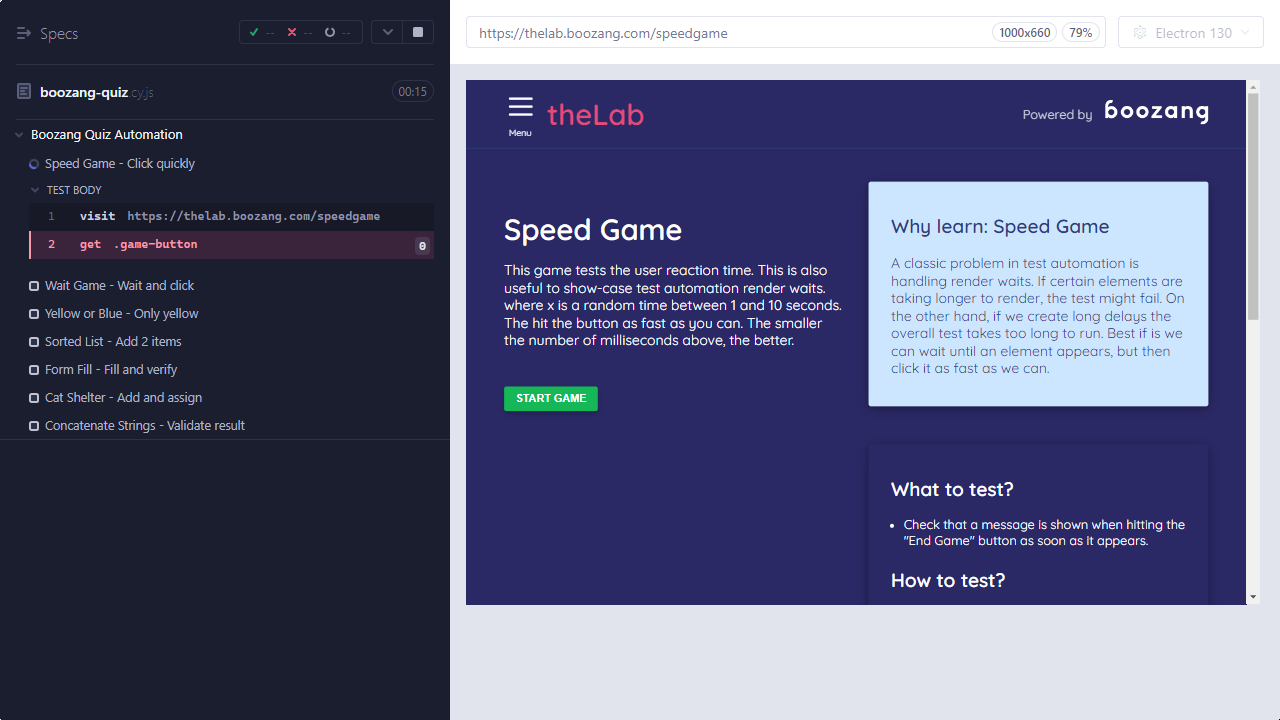 Specs
--
--
--
boozang-quiz.cy.js
00:15
Boozang Quiz Automation
Speed Game - Click quickly
TEST BODY
1 visit https://thelab.boozang.com/speedgame
2 get .game-button 0
Wait Game - Wait and click
Yellow or Blue - Only yellow
Sorted List - Add 2 items
Form Fill - Fill and verify
Cat Shelter - Add and assign
Concatenate Strings - Validate result
https://thelab.boozang.com/speedgame
1000x660
79%
Electron 130
Menu
theLab
Powered by boozang
Speed Game
This game tests the user reaction time. This is also
useful to show-case test automation render waits.
where x is a random time between 1 and 10 seconds.
The hit the button as fast as you can. The smaller
the number of milliseconds above, the better.
START GAME
Why learn: Speed Game
A classic problem in test automation is
handling render waits. If certain elements are
taking longer to render, the test might fail. On
the other hand, if we create long delays the
overall test takes too long to run. Best if is we
can wait until an element appears, but then
click it as fast as we can.
What to test?
Check that a message is shown when hitting the
"End Game" button as soon as it appears.
How to test?